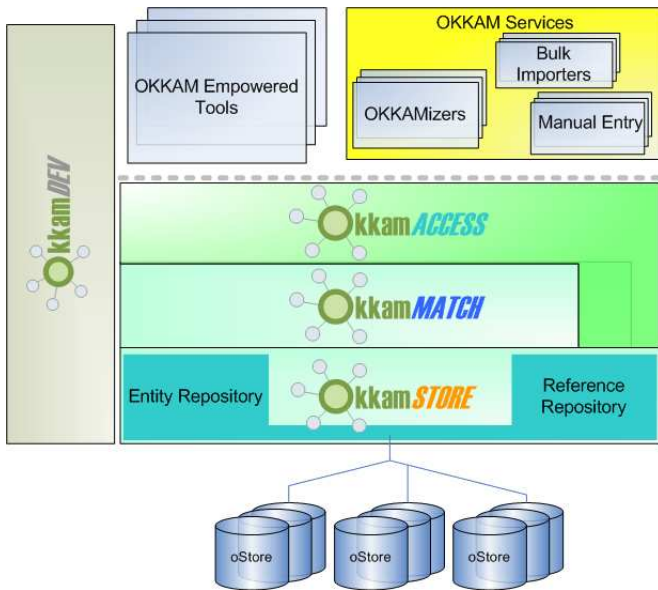 OKKAM Services
OKKAM Empowered
Tools
Bulk
Importers
OKKAMizers
Manual Entry
OkkamDEV
OkkamACCESS
OkkamMATCH
Entity Repository
OkkamSTORE
Reference
Repository
oStore
oStore
oStore